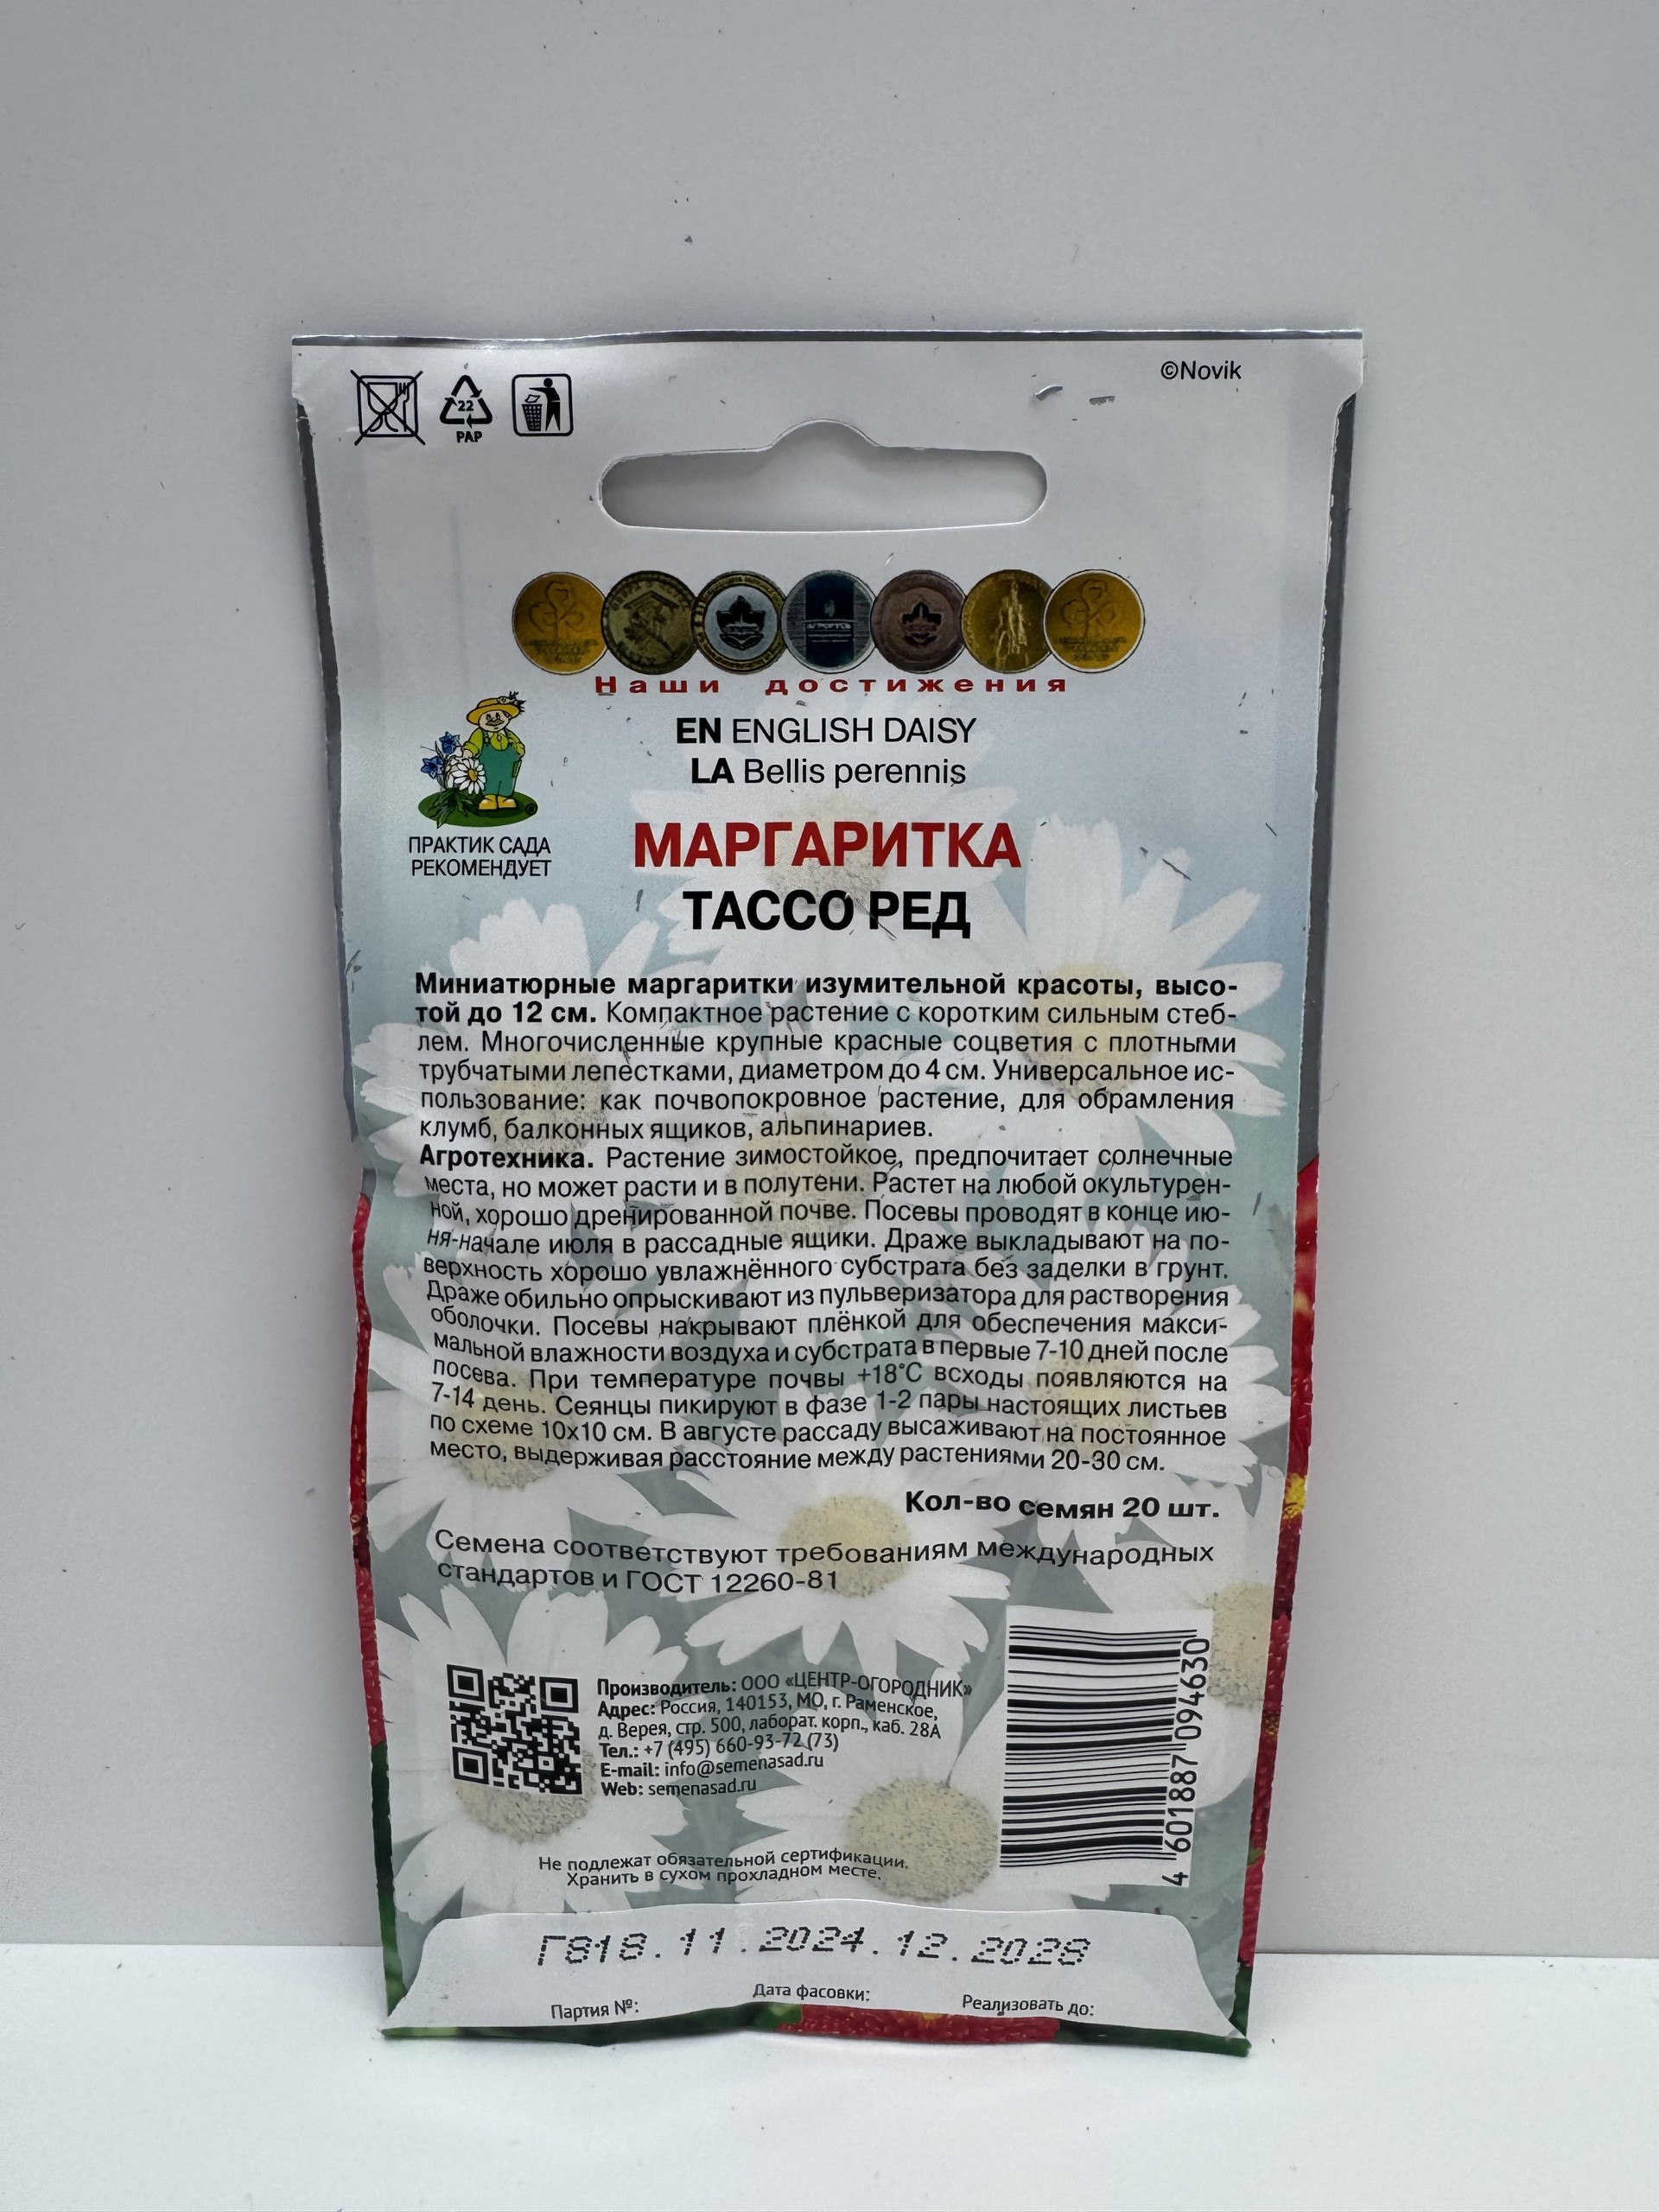 ©Novik
22
PAP
Наши достижения
EN ENGLISH DAISY
LA Bellis perennis
ПРАКТИК САДА
РЕКОМЕНДУЕТ
МАРГАРИТКА
ТАССО РЕД
Миниатюрные маргаритки изумительной красоты, высо-
той до 12 см. Компактное растение с коротким сильным стеб-
лем. Многочисленные крупные красные соцветия с плотными
трубчатыми лепестками, диаметром до 4 см. Универсальное ис-
пользование: как почвопокровное растение, для обрамления
клумб, балконных ящиков, альпинариев.
Агротехника. Растение зимостойкое, предпочитает солнечные
места, но может расти и в полутени. Растет на любой окультурен-
ной, хорошо дренированной почве. Посевы проводят в конце ию-
ня-начале июля в рассадные ящики. Драже выкладывают на по-
верхность хорошо увлажнённого субстрата без заделки в грунт.
Драже обильно опрыскивают из пульверизатора для растворения
оболочки. Посевы накрывают плёнкой для обеспечения макси-
мальной влажности воздуха и субстрата в первые 7-10 дней после
посева. При температуре почвы +18°С всходы появляются на
7-14 день. Сеянцы пикируют в фазе 1-2 пары настоящих листьев
по схеме 10х10 см. В августе рассаду высаживают на постоянное
место, выдерживая расстояние между растениями 20-30 см.
Кол-во семян 20 шт.
Семена соответствуют требованиям международных
стандартов и ГОСТ 12260-81
Производитель: ООО «ЦЕНТР-ОГОРОДНИК»
Адрес: Россия, 140153, МО, г. Раменское,
д. Верея, стр. 500, лаборат. корп., каб. 28А
Тел.: +7 (495) 660-93-72 (73)
E-mail: info@semenasad.ru
Web: semenasad.ru
4 601887 094630
Не подлежат обязательной сертификации.
Хранить в сухом прохладном месте.
Г818.11.2024.12.2028
Партия №: Дата фасовки: Реализовать до: